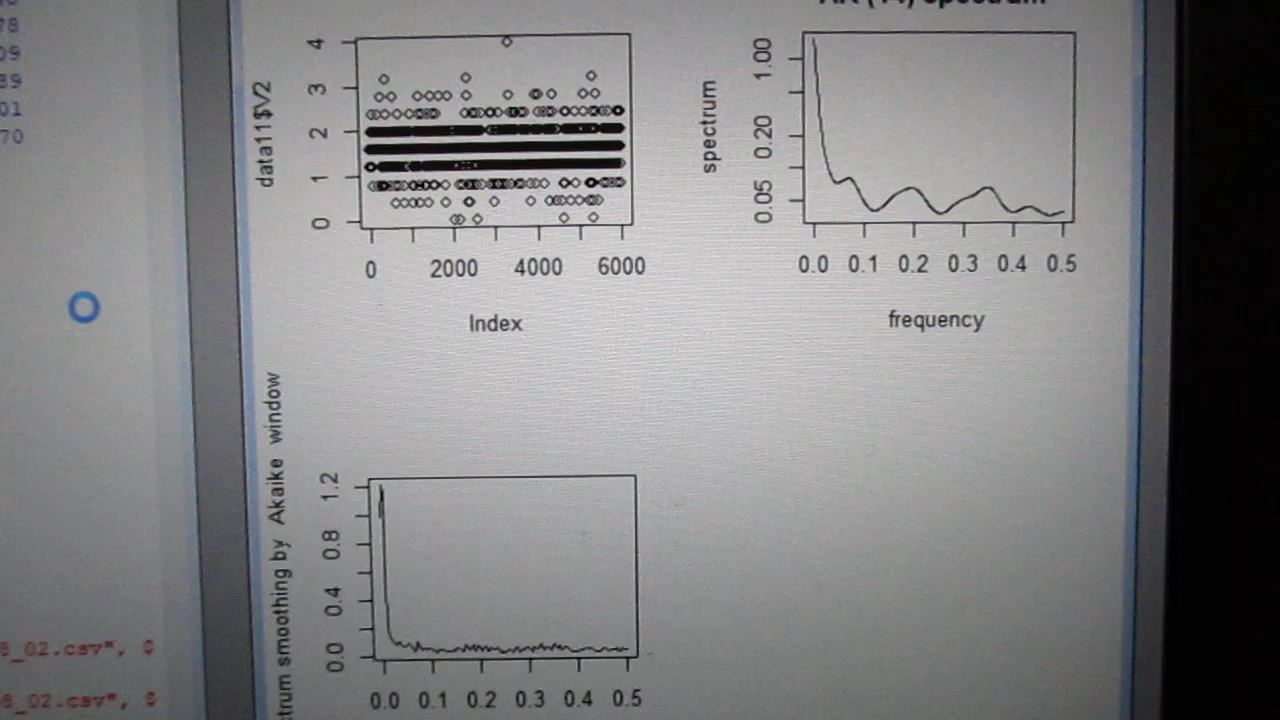 78
09
39
01
70
data11$V2
4
3
2
1
0
0 2000 4000 6000
Index
spectrum
1.00
0.20
0.05
0.0 0.1 0.2 0.3 0.4 0.5
frequency
trum smoothing by Akaike window
1.2
0.8
0.4
0.0
0.0 0.1 0.2 0.3 0.4 0.5
8_02.csv", $
8_02.csv", $